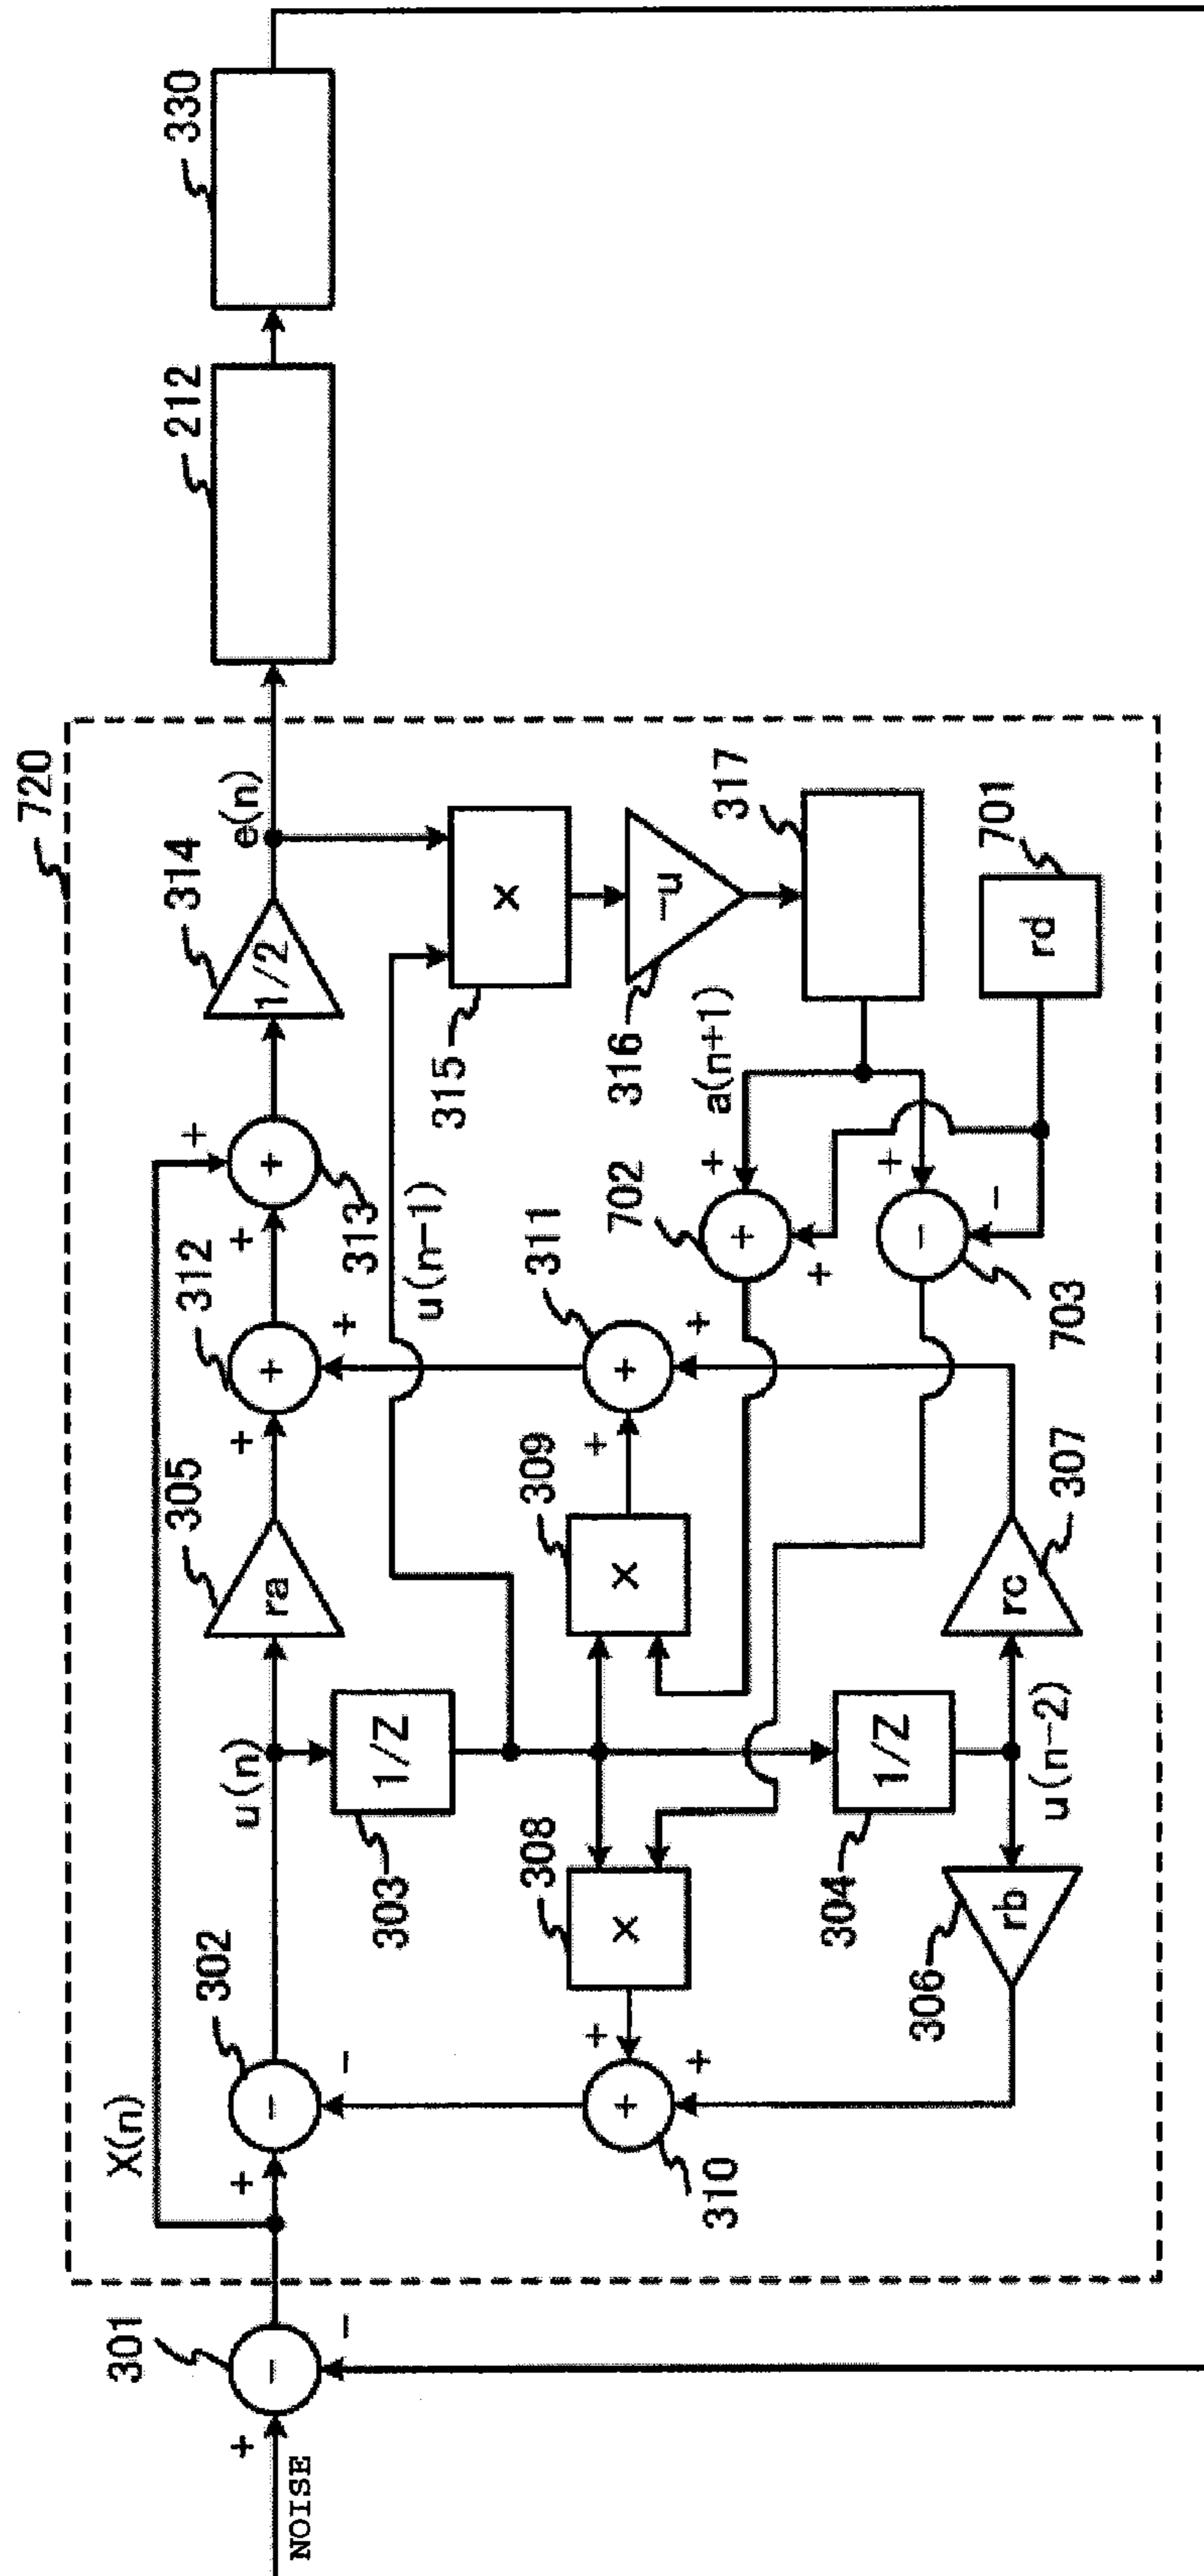 720
NOISE
+
301
-
-
X(n)
+
302
-
-
u(n)
305
ra
+
312
+
+
+
313
+
+
314
1/2
e(n)
212
330
303
1/Z
u(n-1)
315
X
316
-u
317
308
X
309
X
+
311
+
+
a(n+1)
702
+
+
+
+
-
-
703
rd
701
310
+
+
+
304
1/Z
306
rb
u(n-2)
rc
307